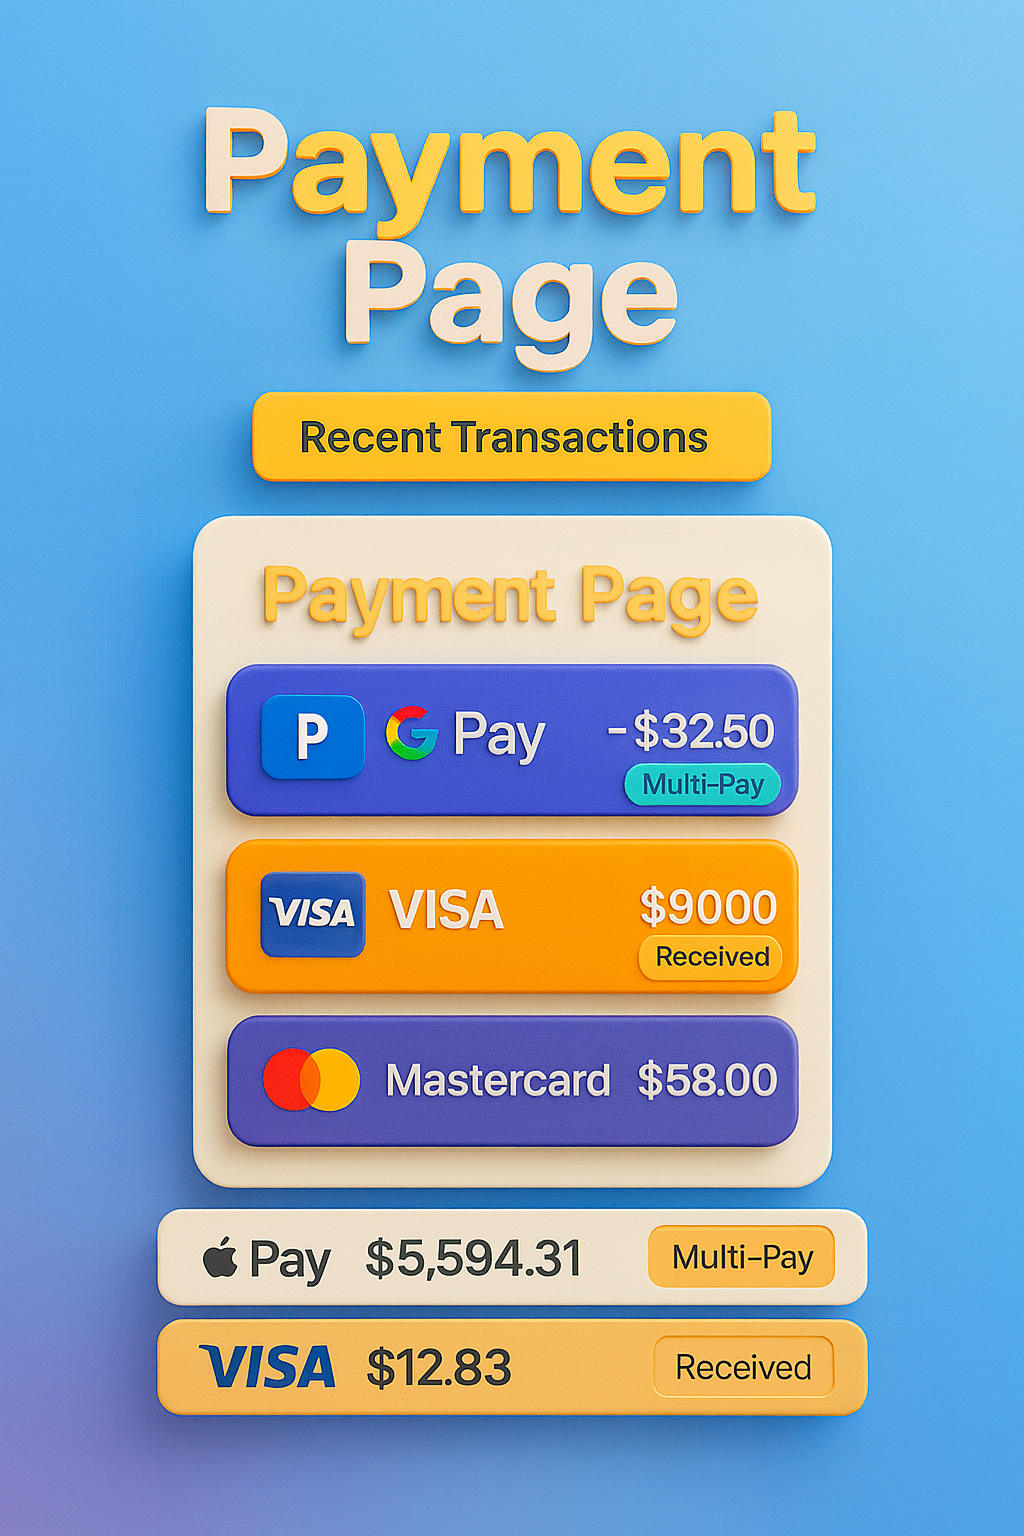 Payment
Page
Recent Transactions
Payment Page
P G Pay -$32.50
Multi-Pay
VISA VISA $9000
Received
Mastercard $58.00
Pay $5,594.31 Multi-Pay
VISA $12.83 Received